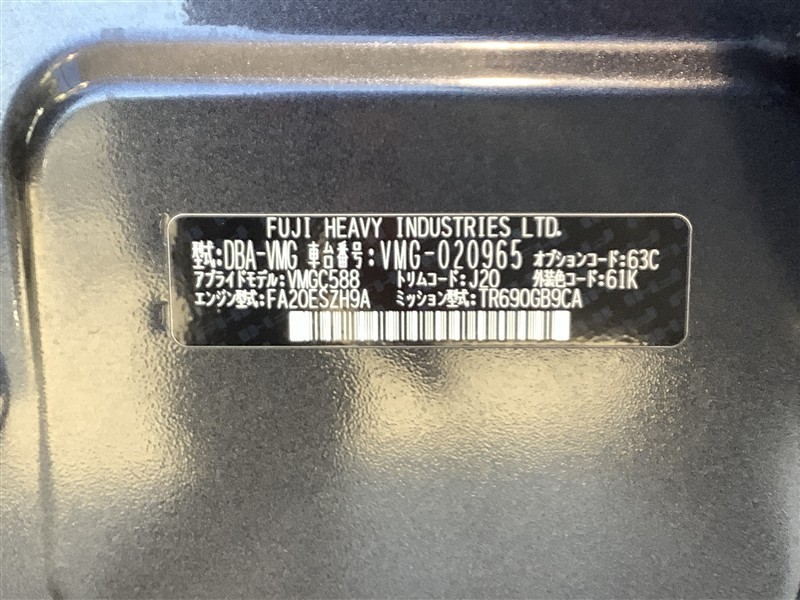 FUJI HEAVY INDUSTRIES LTD.
型式:DBA-VMG 車台番号:VMG-020965 オプションコード:63C
アプライドモデル:VMGC588 トリムコード:J20 外装色コード:61K
エンジン型式:FA20ESZH9A ミッション型式:TR690GB9CA